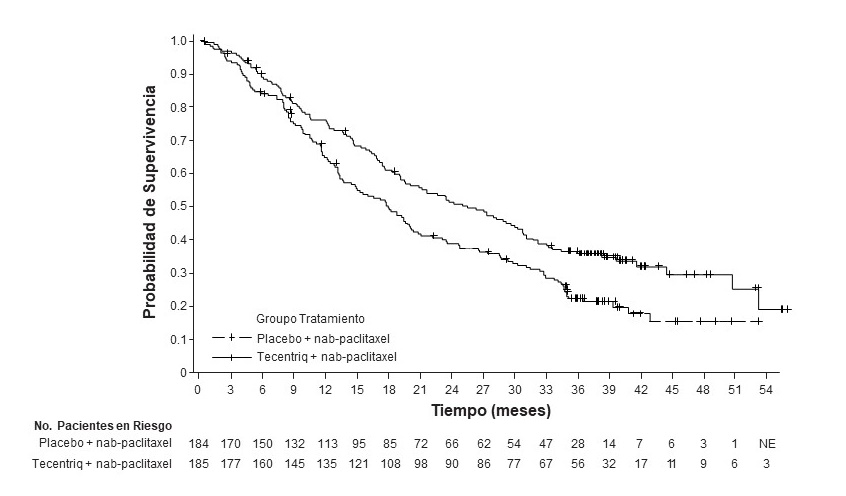 Probabilidad de Supervivencia
1.0
0.9
0.8
0.7
0.6
0.5
0.4
0.3
0.2
0.1
0
Groupo Tratamiento
Placebo + nab-paclitaxel
Tecentriq + nab-paclitaxel
0 3 6 9 12 15 18 21 24 27 30 33 36 39 42 45 48 51 54
Tiempo (meses)
No. Pacientes en Riesgo
Placebo + nab-paclitaxel 184 170 150 132 113 95 85 72 66 62 54 47 28 14 7 6 3 1 NE
Tecentriq + nab-paclitaxel 185 177 160 145 135 121 108 98 90 86 77 67 56 32 17 11 9 6 3